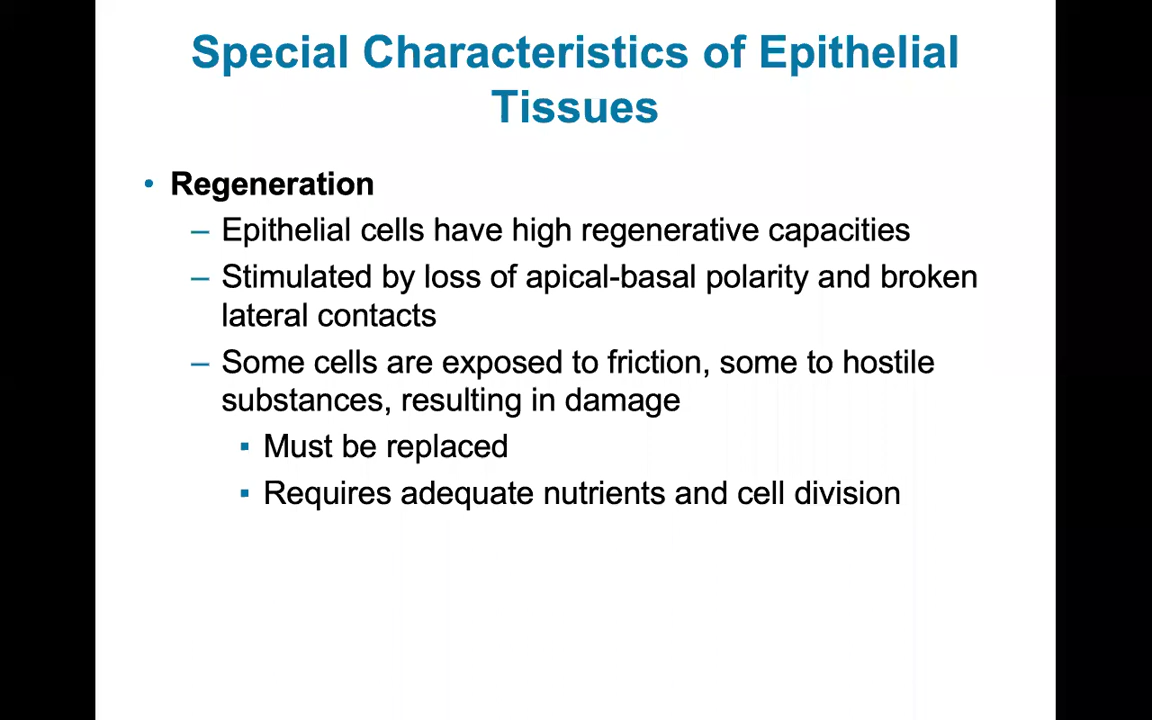 Special Characteristics of Epithelial
Tissues
• Regeneration
– Epithelial cells have high regenerative capacities
– Stimulated by loss of apical-basal polarity and broken
lateral contacts
– Some cells are exposed to friction, some to hostile
substances, resulting in damage
▪ Must be replaced
▪ Requires adequate nutrients and cell division